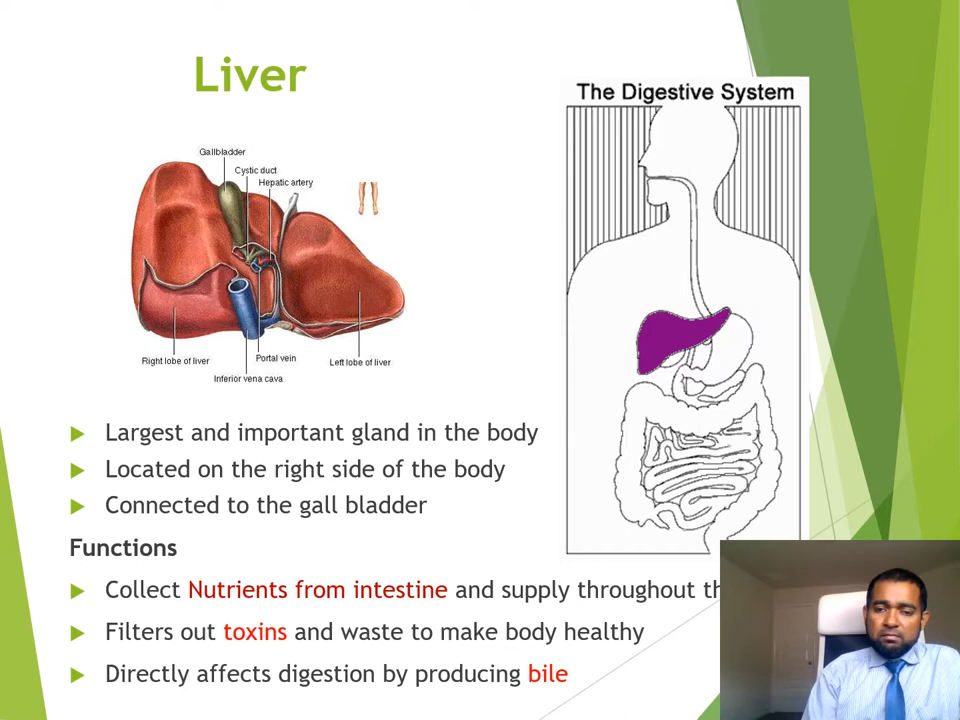 Liver
The Digestive System
Gallbladder
Cystic duct
Hepatic artery
Right lobe of liver
Portal vein
Left lobe of liver
Inferior vena cava
Largest and important gland in the body
Located on the right side of the body
Connected to the gall bladder
Functions
Collect Nutrients from intestine and supply throughout th
Filters out toxins and waste to make body healthy
Directly affects digestion by producing bile